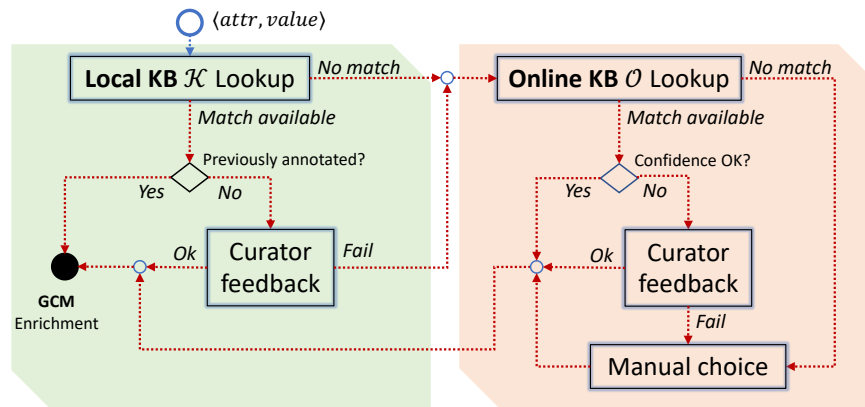 ⟨attr, value⟩
Local KB 𝒦 Lookup
No match
Online KB 𝒪 Lookup
No match
Match available
Match available
Previously annotated?
Confidence OK?
Yes
No
Yes
No
Curator
feedback
Ok
Fail
Curator
feedback
Ok
Fail
GCM
Enrichment
Manual choice